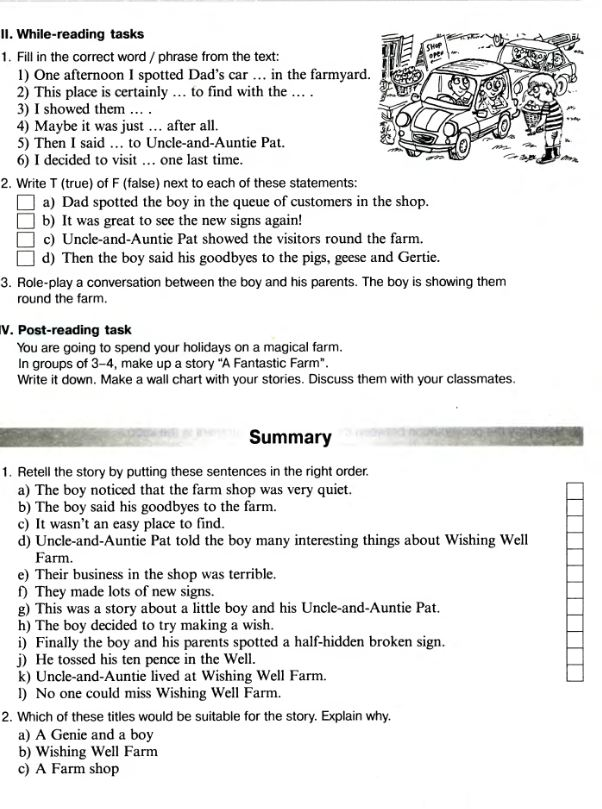 II. While-reading tasks
1. Fill in the correct word / phrase from the text:
1) One afternoon I spotted Dad's car … in the farmyard.
2) This place is certainly … to find with the … .
3) I showed them … .
4) Maybe it was just … after all.
5) Then I said … to Uncle-and-Auntie Pat.
6) I decided to visit … one last time.
SHOP
OPEN
2. Write T (true) of F (false) next to each of these statements:
a) Dad spotted the boy in the queue of customers in the shop.
b) It was great to see the new signs again!
c) Uncle-and-Auntie Pat showed the visitors round the farm.
d) Then the boy said his goodbyes to the pigs, geese and Gertie.
3. Role-play a conversation between the boy and his parents. The boy is showing them
round the farm.
IV. Post-reading task
You are going to spend your holidays on a magical farm.
In groups of 3–4, make up a story "A Fantastic Farm".
Write it down. Make a wall chart with your stories. Discuss them with your classmates.
Summary
1. Retell the story by putting these sentences in the right order.
a) The boy noticed that the farm shop was very quiet.
b) The boy said his goodbyes to the farm.
c) It wasn't an easy place to find.
d) Uncle-and-Auntie Pat told the boy many interesting things about Wishing Well
Farm.
e) Their business in the shop was terrible.
f) They made lots of new signs.
g) This was a story about a little boy and his Uncle-and-Auntie Pat.
h) The boy decided to try making a wish.
i) Finally the boy and his parents spotted a half-hidden broken sign.
j) He tossed his ten pence in the Well.
k) Uncle-and-Auntie lived at Wishing Well Farm.
l) No one could miss Wishing Well Farm.
2. Which of these titles would be suitable for the story. Explain why.
a) A Genie and a boy
b) Wishing Well Farm
c) A Farm shop